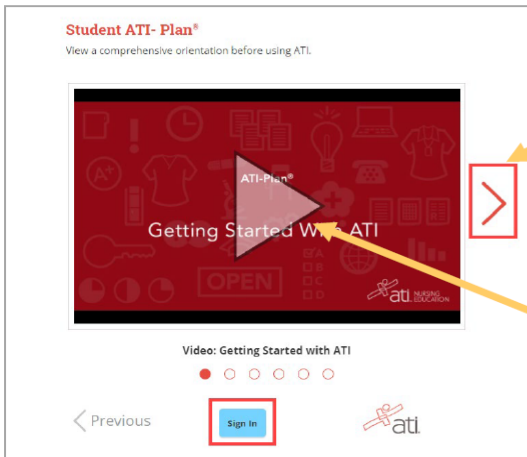 Student ATI- Plan®
View a comprehensive orientation before using ATI.
A+
ATI-Plan®
Getting Started With ATI
OPEN
A
B
C
D
ati NURSING
EDUCATION
Video: Getting Started with ATI
Previous
Sign In
ati